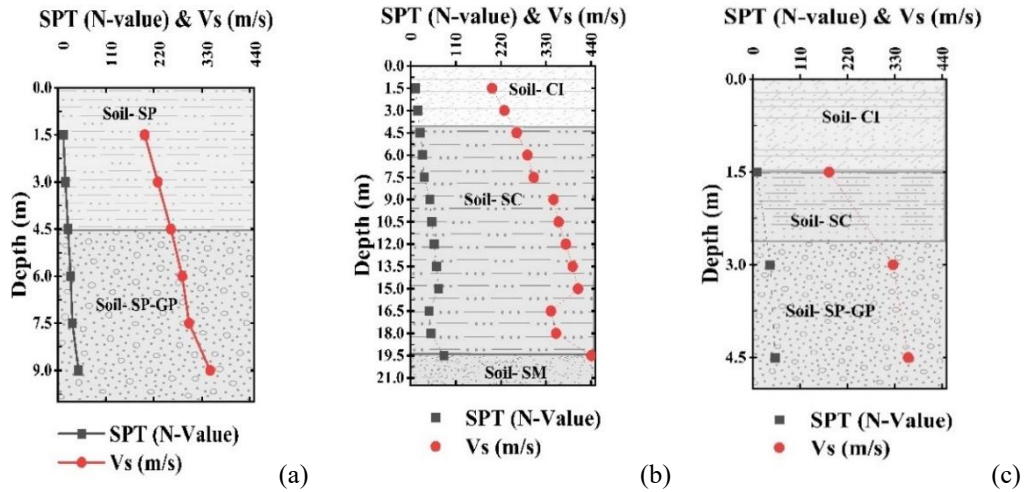 SPT (N-value) & Vs (m/s)
0
110
220
330
440
0.0
1.5
3.0
4.5
6.0
7.5
9.0
Depth (m)
Soil- SP
Soil- SP-GP
SPT (N-Value)
Vs (m/s)
(a)
SPT (N-value) & Vs (m/s)
0
110
220
330
440
0.0
1.5
3.0
4.5
6.0
7.5
9.0
10.5
12.0
13.5
15.0
16.5
18.0
19.5
21.0
Depth (m)
Soil- CI
Soil- SC
Soil- SM
SPT (N-Value)
Vs (m/s)
(b)
SPT (N-value) & Vs (m/s)
0
110
220
330
440
0.0
1.5
3.0
4.5
Depth (m)
Soil- CI
Soil- SC
Soil- SP-GP
SPT (N-Value)
Vs (m/s)
(c)